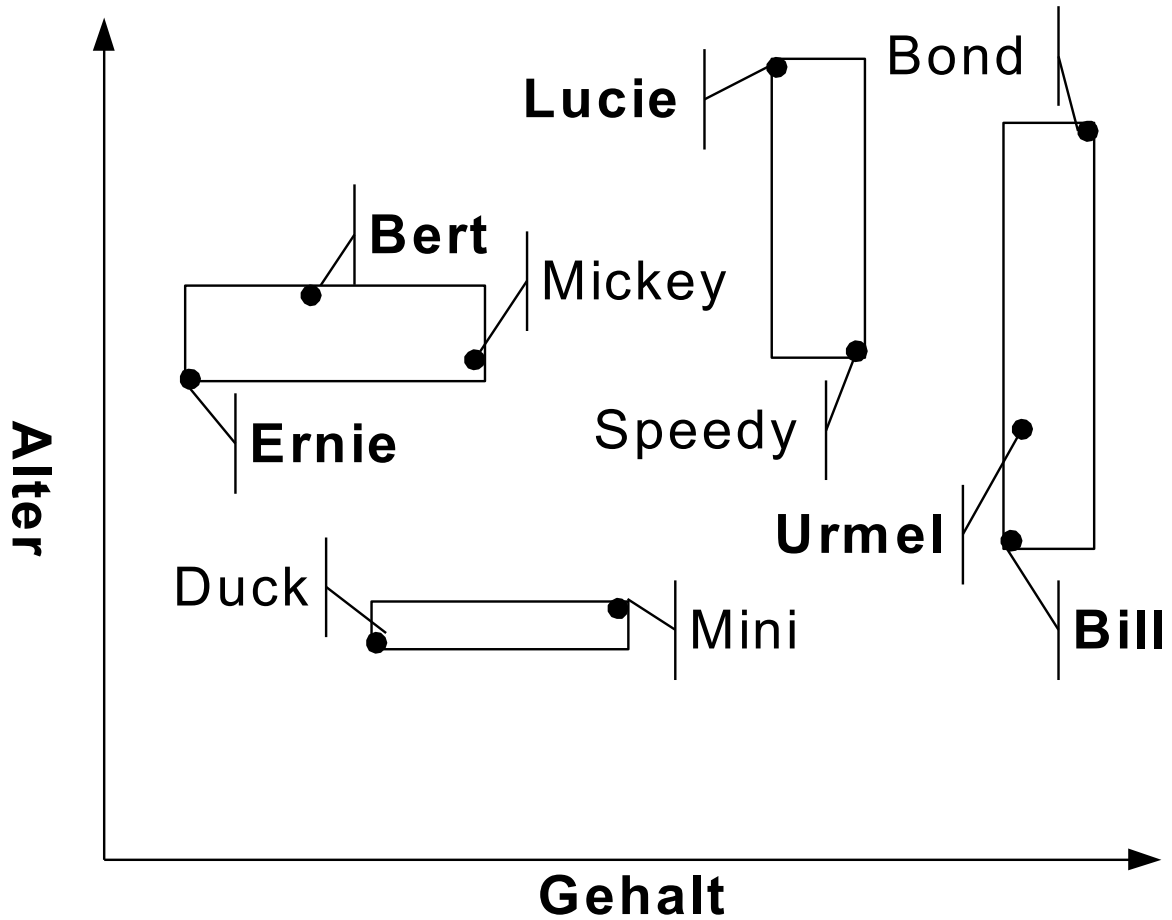 Bond
Lucie
Bert
Mickey
Speedy
Ernie
Alter
Urmel
Duck
Mini
Bill
Gehalt